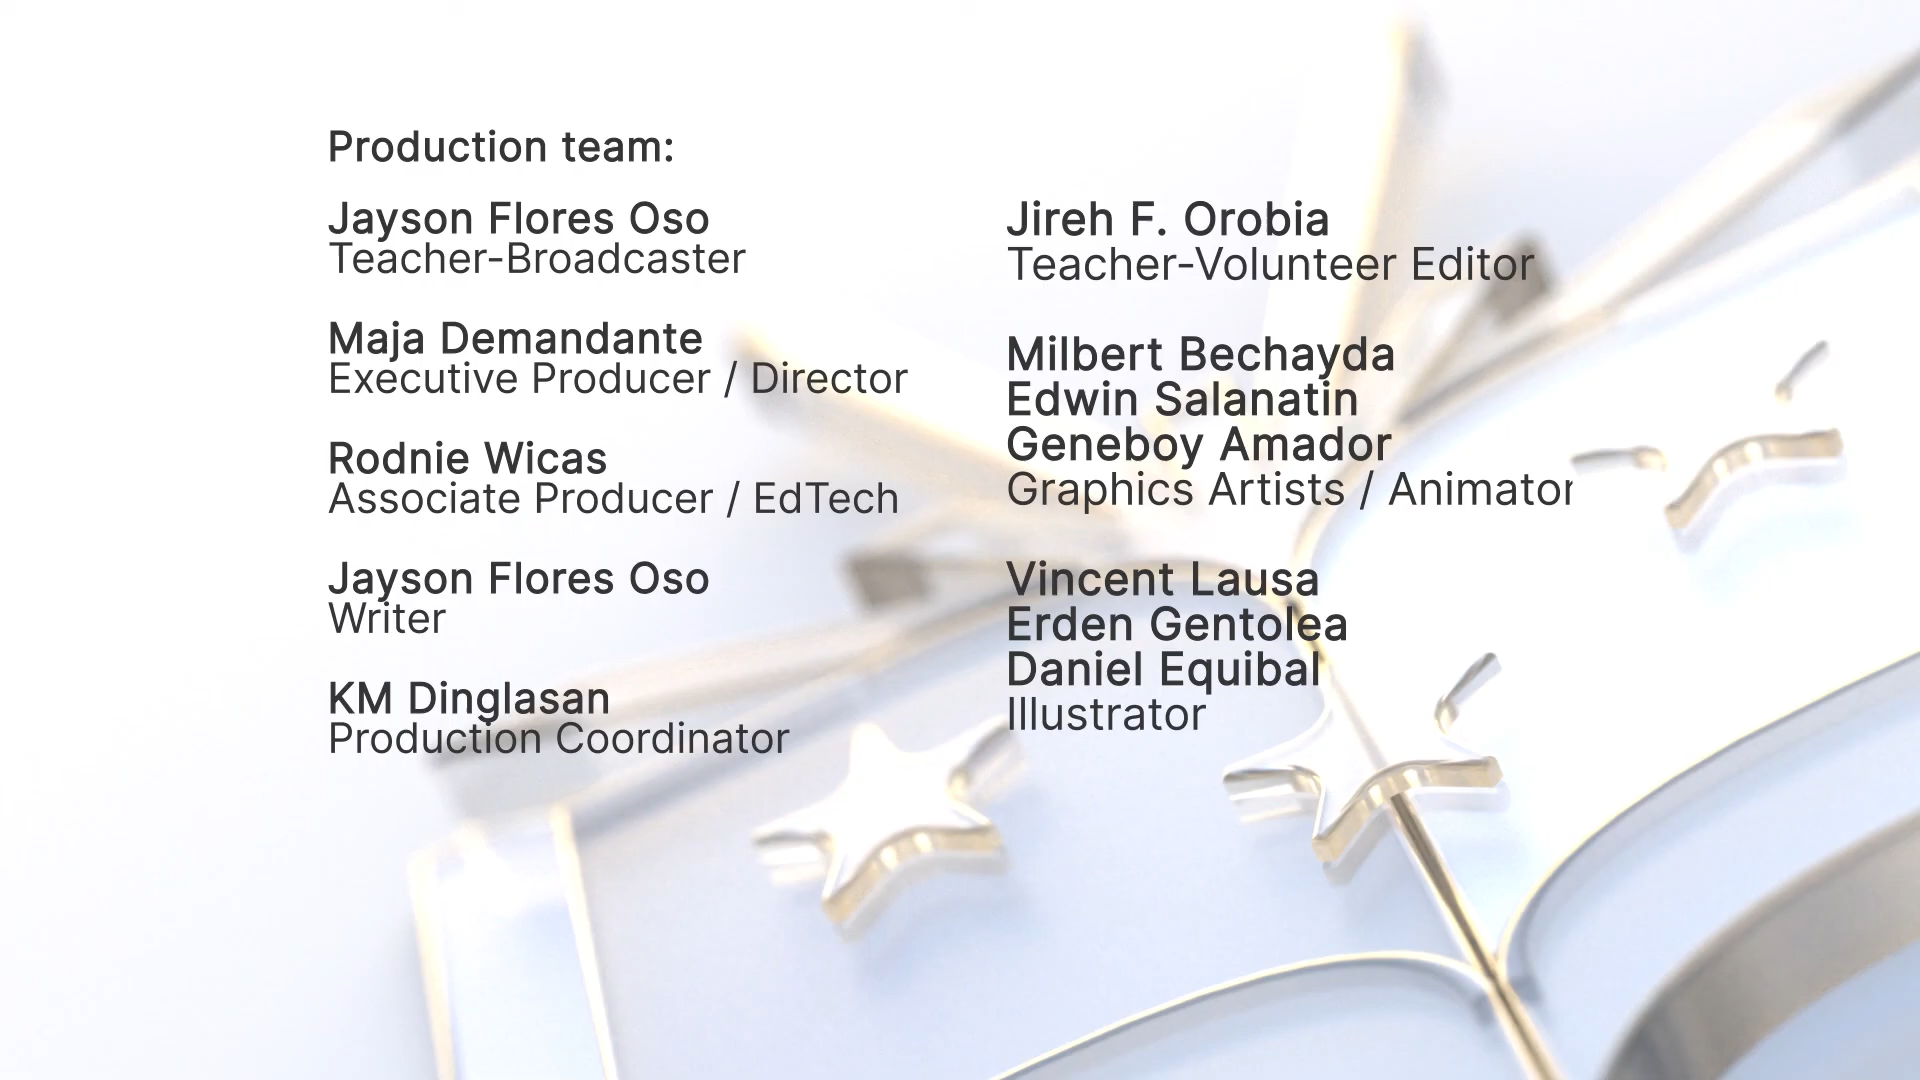 Production team:
Jayson Flores Oso
Teacher-Broadcaster
Maja Demandante
Executive Producer / Director
Rodnie Wicas
Associate Producer / EdTech
Jayson Flores Oso
Writer
KM Dinglasan
Production Coordinator
Jireh F. Orobia
Teacher-Volunteer Editor
Milbert Bechayda
Edwin Salanatin
Geneboy Amador
Graphics Artists / Animator
Vincent Lausa
Erden Gentolea
Daniel Equibal
Illustrator